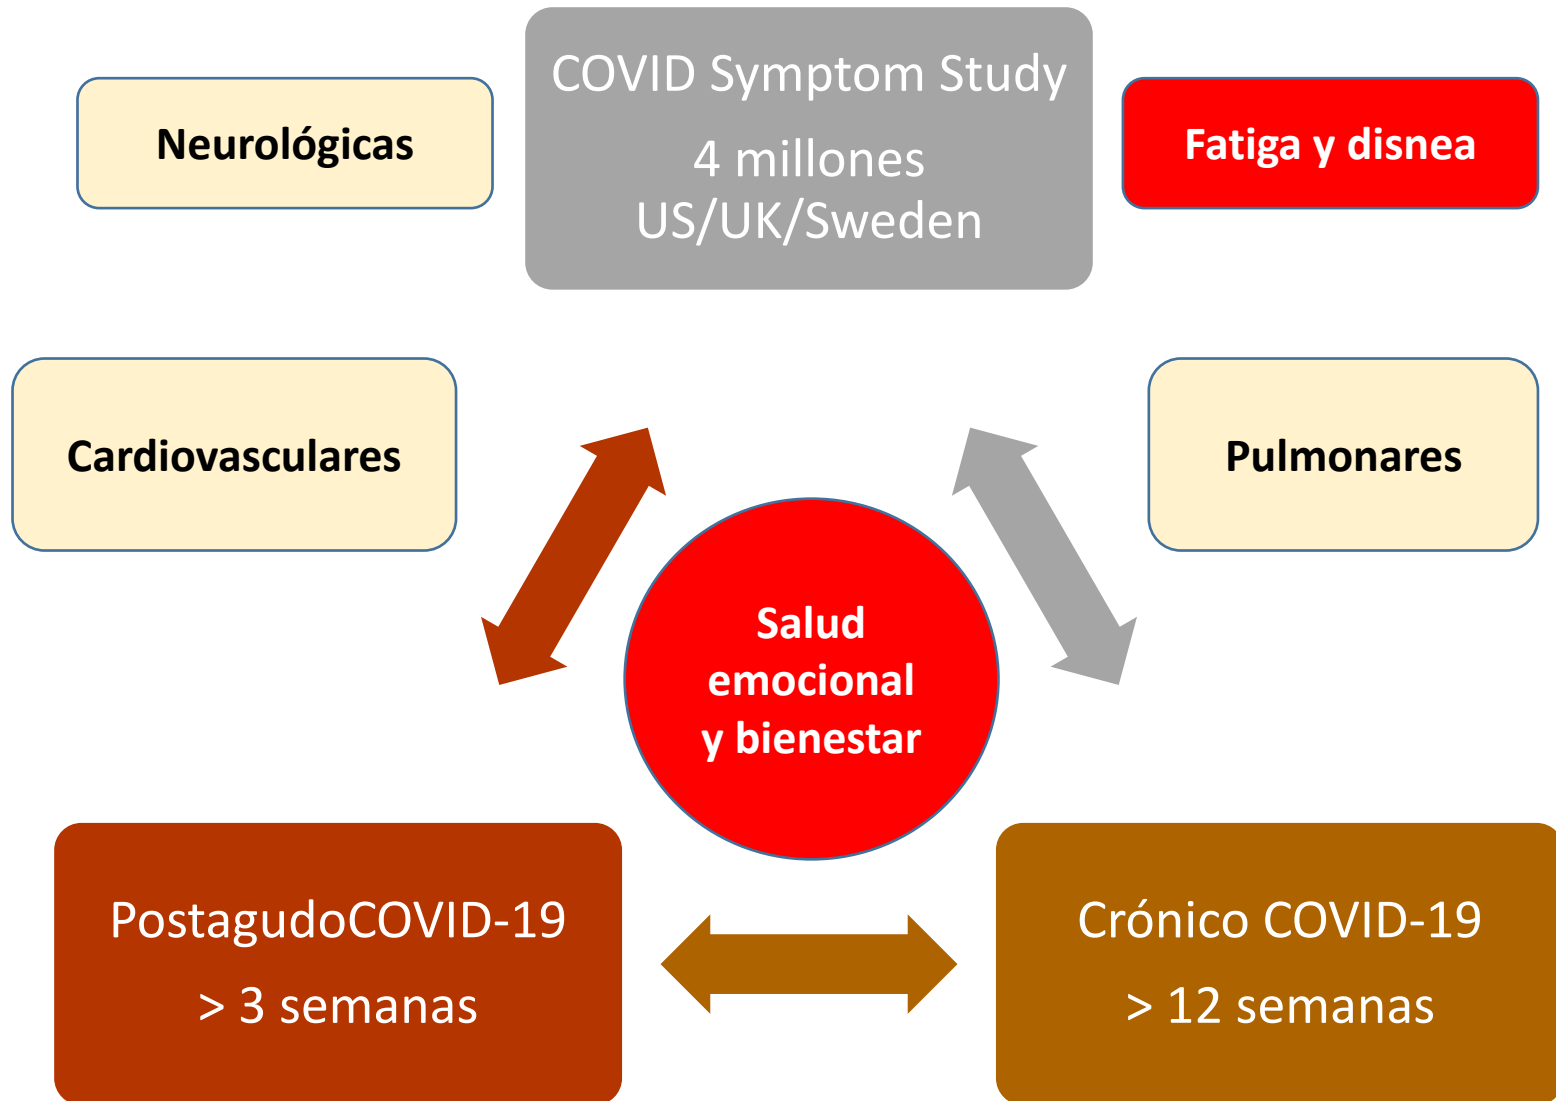 COVID Symptom Study
4 millones
US/UK/Sweden
Neurológicas
Fatiga y disnea
Cardiovasculares
Pulmonares
Salud
emocional
y bienestar
PostagudoCOVID-19
> 3 semanas
Crónico COVID-19
> 12 semanas